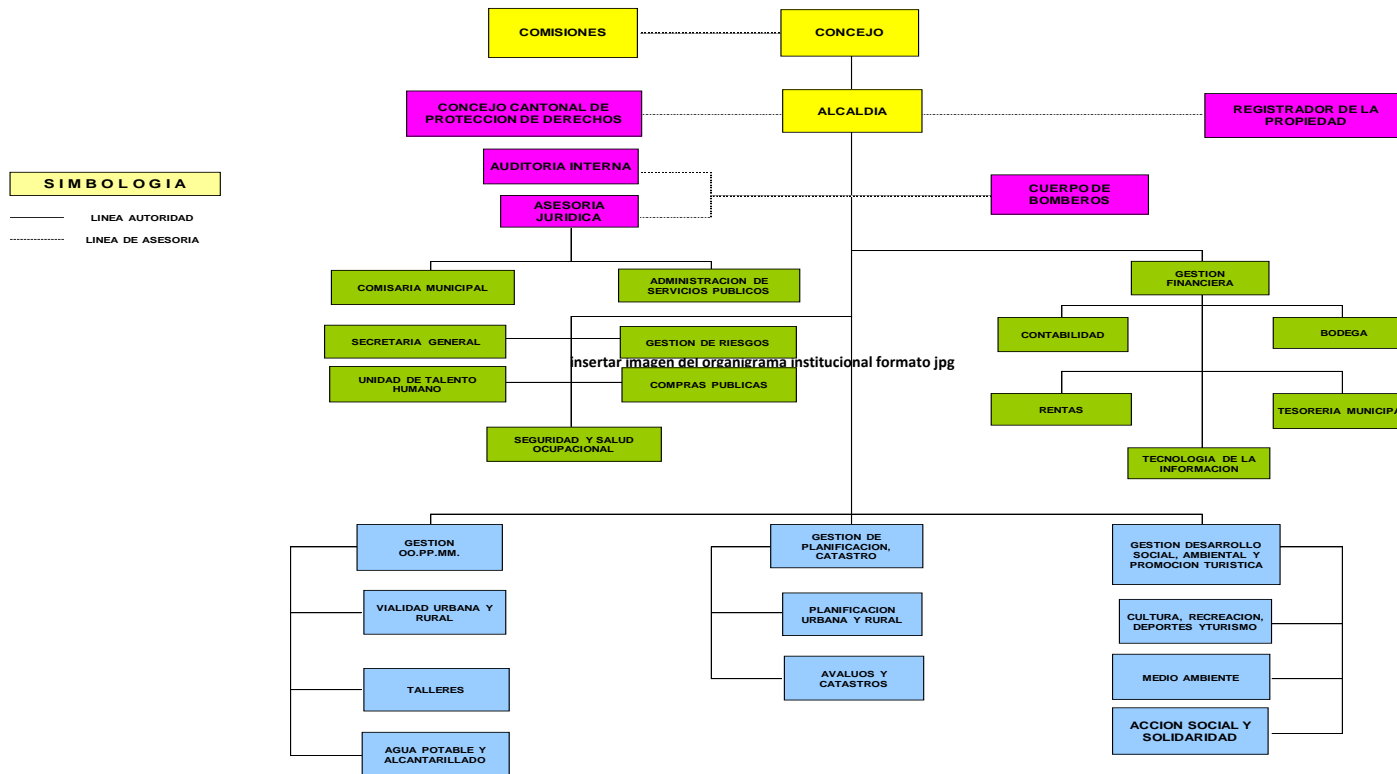 COMISIONES
CONCEJO
CONCEJO CANTONAL DE
PROTECCION DE DERECHOS
ALCALDIA
REGISTRADOR DE LA
PROPIEDAD
AUDITORIA INTERNA
SIMBOLOGIA
CUERPO DE
BOMBEROS
ASESORIA
JURIDICA
LINEA AUTORIDAD
LINEA DE ASESORIA
COMISARIA MUNICIPAL
ADMINISTRACION DE
SERVICIOS PUBLICOS
GESTION
FINANCIERA
SECRETARIA GENERAL
GESTION DE RIESGOS
CONTABILIDAD
BODEGA
insertar imagen del organigrama institucional formato jpg
UNIDAD DE TALENTO
HUMANO
COMPRAS PUBLICAS
RENTAS
TESORERIA MUNICIPA
SEGURIDAD Y SALUD
OCUPACIONAL
TECNOLOGIA DE LA
INFORMACION
GESTION
OO.PP.MM.
GESTION DE
PLANIFICACION,
CATASTRO
GESTION DESARROLLO
SOCIAL, AMBIENTAL Y
PROMOCION TURISTICA
VIALIDAD URBANA Y
RURAL
PLANIFICACION
URBANA Y RURAL
CULTURA, RECREACION,
DEPORTES YTURISMO
TALLERES
AVALUOS Y
CATASTROS
MEDIO AMBIENTE
AGUA POTABLE Y
ALCANTARILLADO
ACCION SOCIAL Y
SOLIDARIDAD